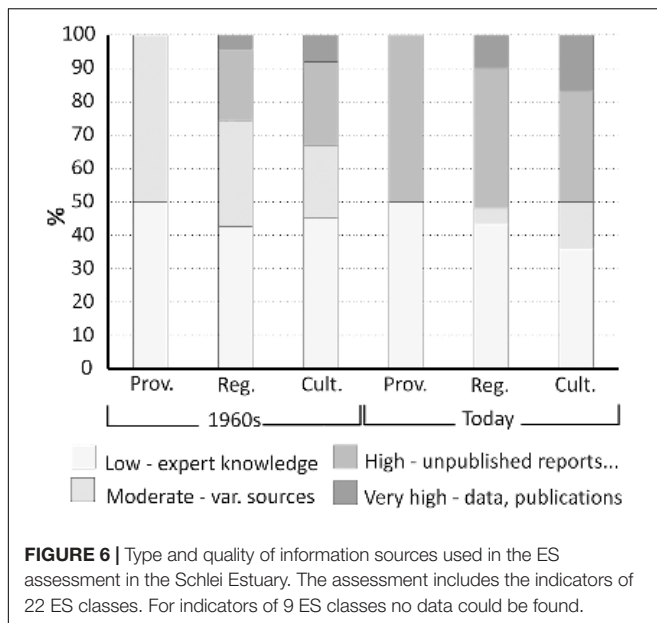 100
90
80
70
60
50
40
30
20
10
0
%
Prov. Reg. Cult. Prov. Reg. Cult.
1960s Today
Low - expert knowledge High - unpublished reports...
Moderate - var. sources Very high - data, publications
FIGURE 6 | Type and quality of information sources used in the ES
assessment in the Schlei Estuary. The assessment includes the indicators of
22 ES classes. For indicators of 9 ES classes no data could be found.